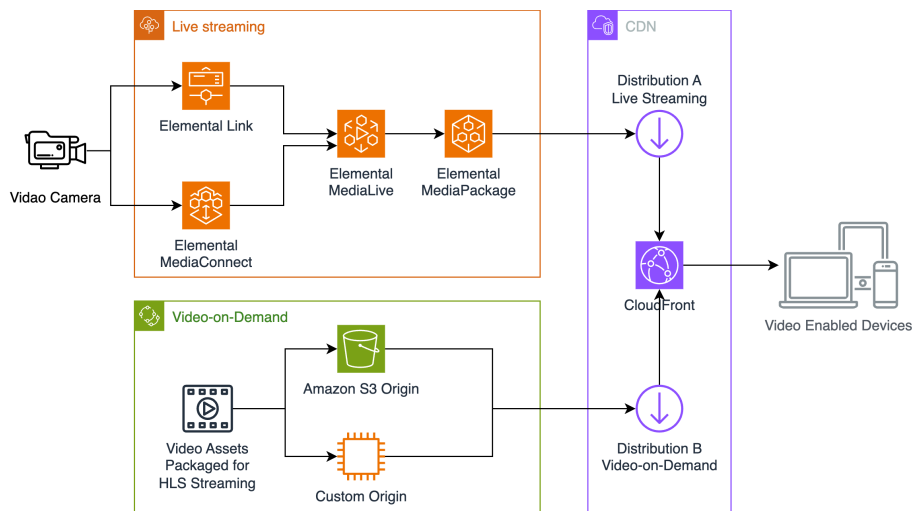 Live streaming
CDN
Distribution A
Live Streaming
Elemental Link
Elemental
MediaLive
Elemental
MediaPackage
Vidao Camera
Elemental
MediaConnect
CloudFront
Video Enabled Devices
Video-on-Demand
Amazon S3 Origin
Video Assets
Packaged for
HLS Streaming
Custom Origin
Distribution B
Video-on-Demand